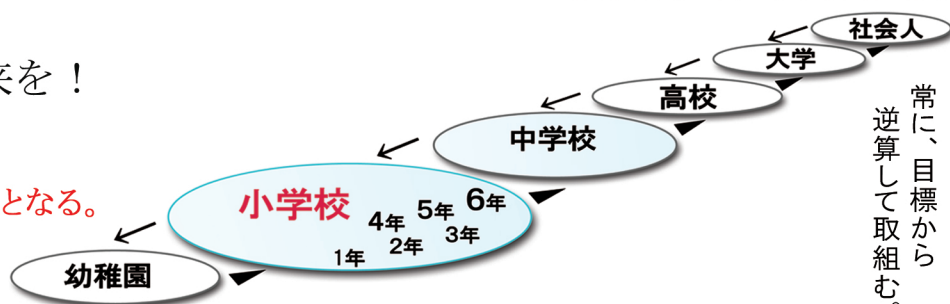 来を！
となる。
社会人
大学
高校
中学校
小学校
6年
5年
4年
3年
2年
1年
幼稚園
常に、目標から
逆算して取組む。